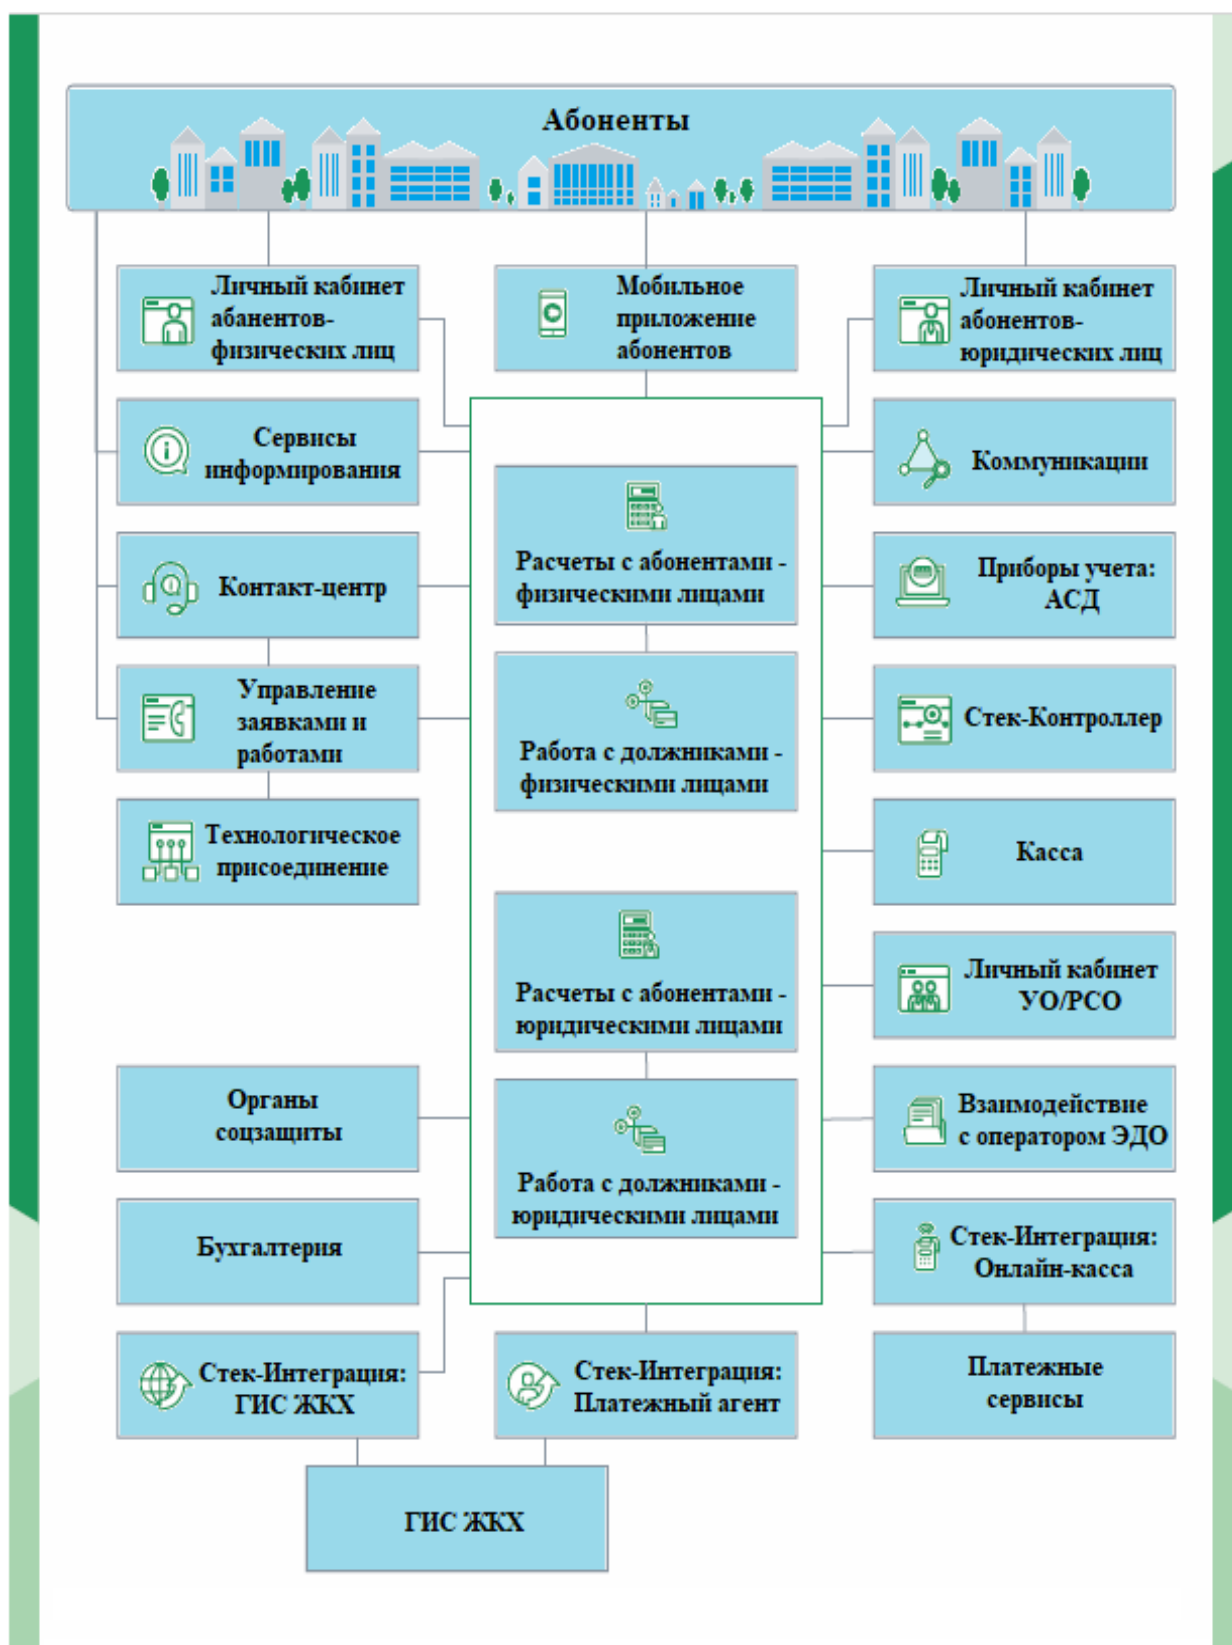 Абоненты
Личный кабинет
абанентов-
физических лиц
Мобильное
приложение
абонентов
Личный кабинет
абонентов-
юридических лиц
Сервисы
информирования
Коммуникации
Расчеты с абонентами -
физическими лицами
Контакт-центр
Приборы учета:
АСД
Управление
заявками и
работами
Работа с должниками -
физическими лицами
Стек-Контроллер
Технологическое
присоединение
Касса
Расчеты с абонентами -
юридическими лицами
Личный кабинет
УО/РСО
Органы
соцзащиты
Работа с должниками -
юридическими лицами
Взаимодействие
с оператором ЭДО
Бухгалтерия
Стек-Интеграция:
Онлайн-касса
Стек-Интеграция:
ГИС ЖКХ
Стек-Интеграция:
Платежный агент
Платежные
сервисы
ГИС ЖКХ